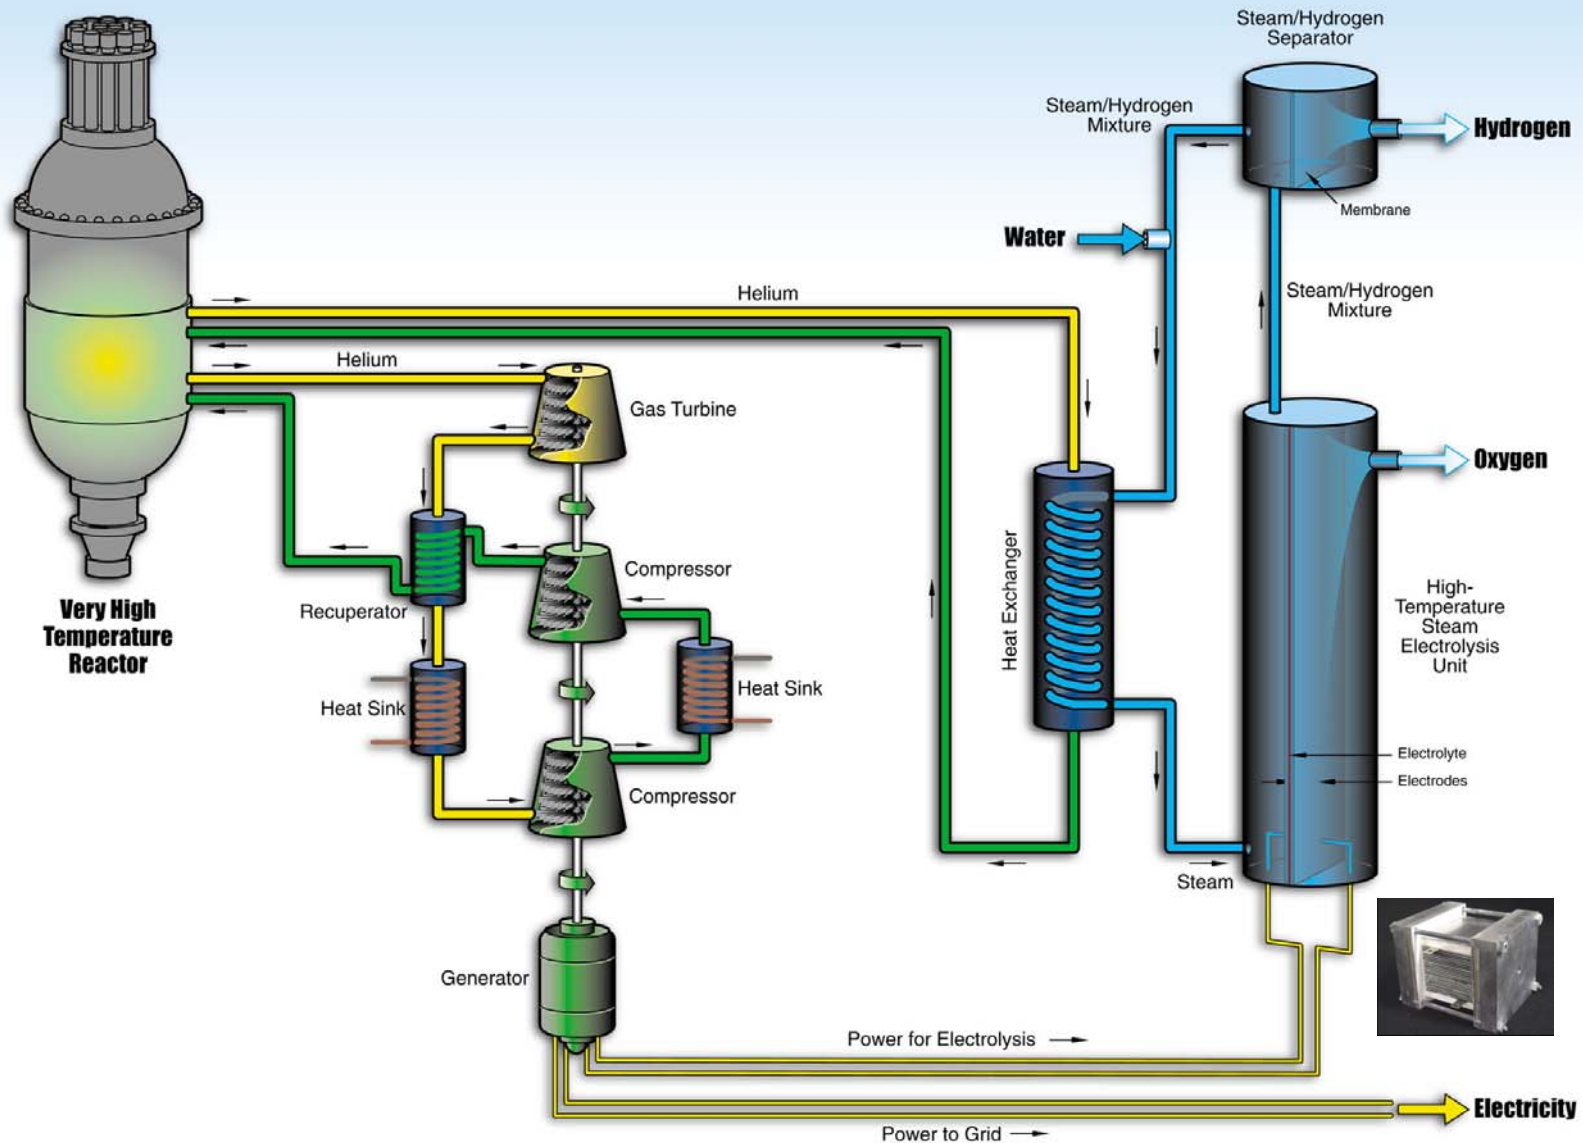 Steam/Hydrogen
Separator
Steam/Hydrogen
Mixture
Hydrogen
Membrane
Water
Steam/Hydrogen
Mixture
Helium
Helium
Gas Turbine
Oxygen
Compressor
Recuperator
Very High
Temperature
Reactor
Heat Exchanger
High-
Temperature
Steam
Electrolysis
Unit
Heat Sink
Heat Sink
Electrolyte
Electrodes
Compressor
Steam
Generator
Power for Electrolysis
Electricity
Power to Grid